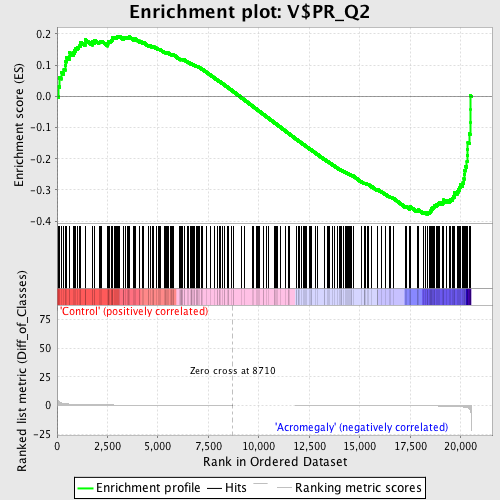 Enrichment plot: V$PR_Q2
Enrichment score (ES)
0.2
0.1
0.0
-0.1
-0.2
-0.3
-0.4
'Control' (positively correlated)
Ranked list metric (Diff_of_Classes)
75
50
25
0
-25
Zero cross at 8710
'Acromegaly' (negatively correlated)
0
2,500
5,000
7,500
10,000
12,500
15,000
17,500
20,000
Rank in Ordered Dataset
Enrichment profile
Hits
Ranking metric scores